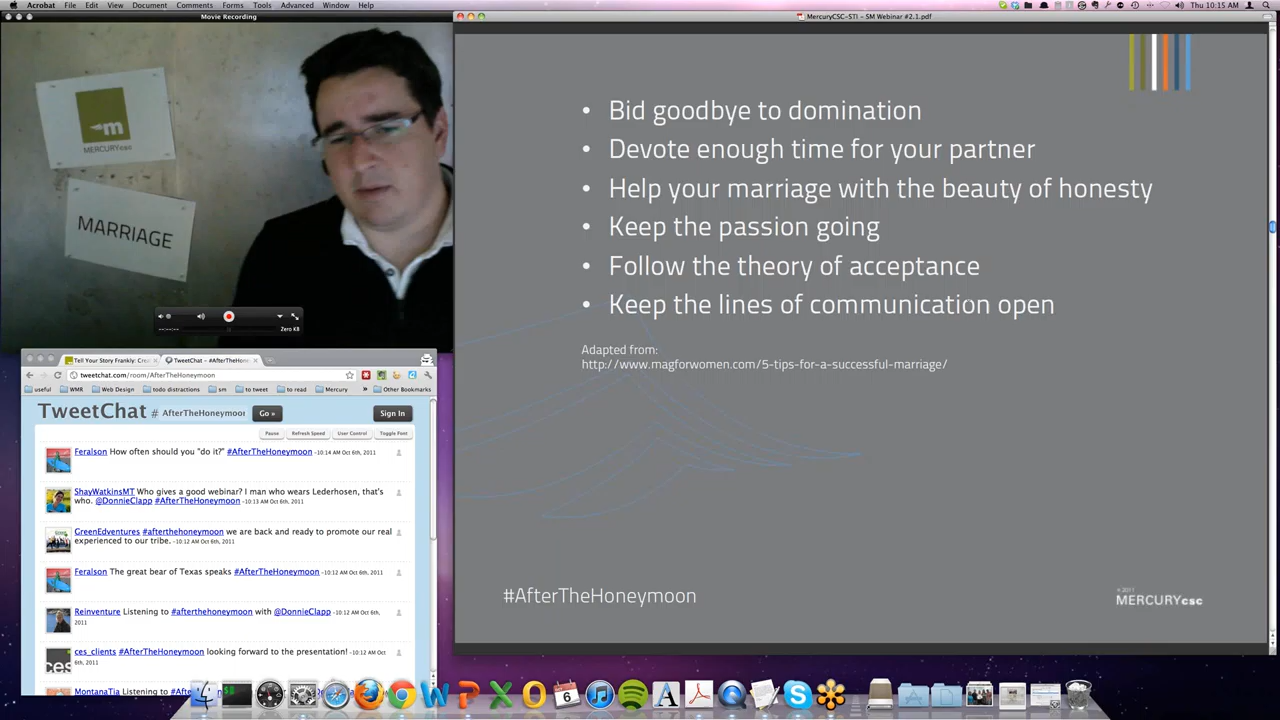 Acrobat File Edit View Document Comments Forms Tools Advanced Window Help
Thu 10:15 AM
Movie Recording
MercuryCSC-STI - SM Webinar #2.1.pdf
MERCURYcsc
MARRIAGE
--:--:--
Zero KB
• Bid goodbye to domination
• Devote enough time for your partner
• Help your marriage with the beauty of honesty
• Keep the passion going
• Follow the theory of acceptance
• Keep the lines of communication open
Adapted from:
http://www.magforwomen.com/5-tips-for-a-successful-marriage/
#AfterTheHoneymoon
© 2011
MERCURYcsc
Tell Your Story Frankly: Crea
TweetChat - #AfterTheHone
tweetchat.com/room/AfterTheHoneymoon
useful WMR Web Design todo distractions sm to tweet to read Mercury » Other Bookmarks
TweetChat # AfterTheHoneymoon Go » Sign In
Pause Refresh Speed User Control Toggle Font
Feralson How often should you "do it?" #AfterTheHoneymoon -10:14 AM Oct 6th, 2011
ShayWatkinsMT Who gives a good webinar? I man who wears Lederhosen, that's
who. @DonnieClapp #AfterTheHoneymoon -10:13 AM Oct 6th, 2011
GreenEdventures #afterthehoneymoon we are back and ready to promote our real
experienced to our tribe. -10:12 AM Oct 6th, 2011
Feralson The great bear of Texas speaks #AfterTheHoneymoon -10:12 AM Oct 6th, 2011
Reinventure Listening to #afterthehoneymoon with @DonnieClapp -10:12 AM Oct 6th,
2011
ces_clients #AfterTheHoneymoon looking forward to the presentation! -10:12 AM Oct
6th, 2011
MontanaTia Listening to
ces
6